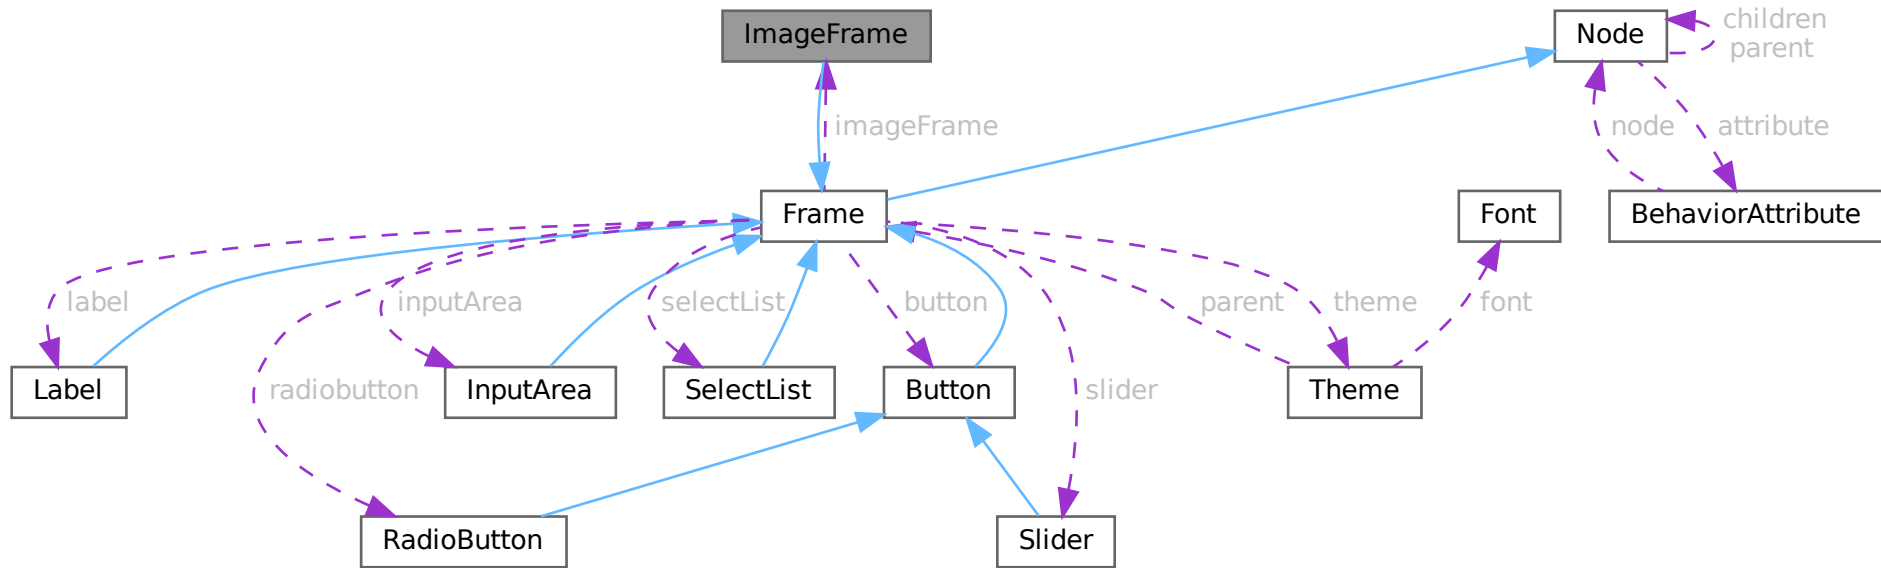 ImageFrame
Node
children
parent
imageFrame
node
attribute
Frame
Font
BehaviorAttribute
label
inputArea
selectList
button
parent
theme
font
Label
radiobutton
InputArea
SelectList
Button
slider
Theme
RadioButton
Slider